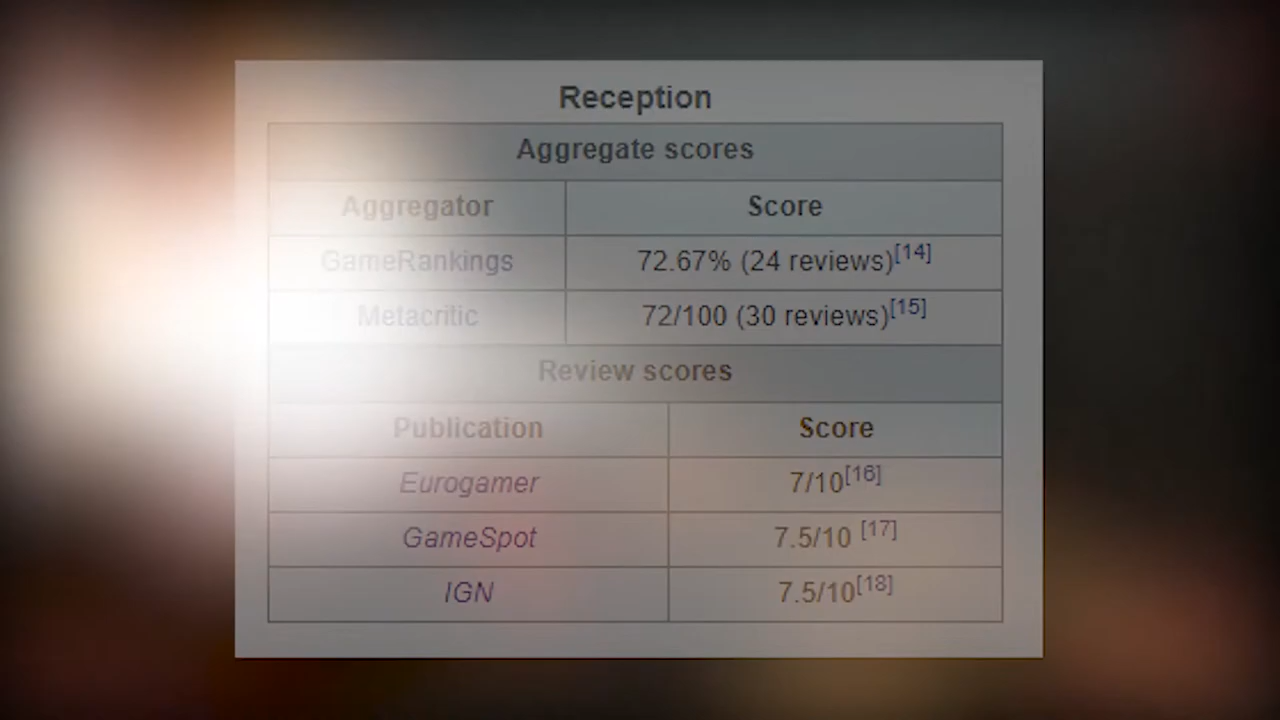 Reception
Aggregate scores
Aggregator Score
GameRankings 72.67% (24 reviews)[14]
Metacritic 72/100 (30 reviews)[15]
Review scores
Publication Score
Eurogamer 7/10[16]
GameSpot 7.5/10 [17]
IGN 7.5/10[18]